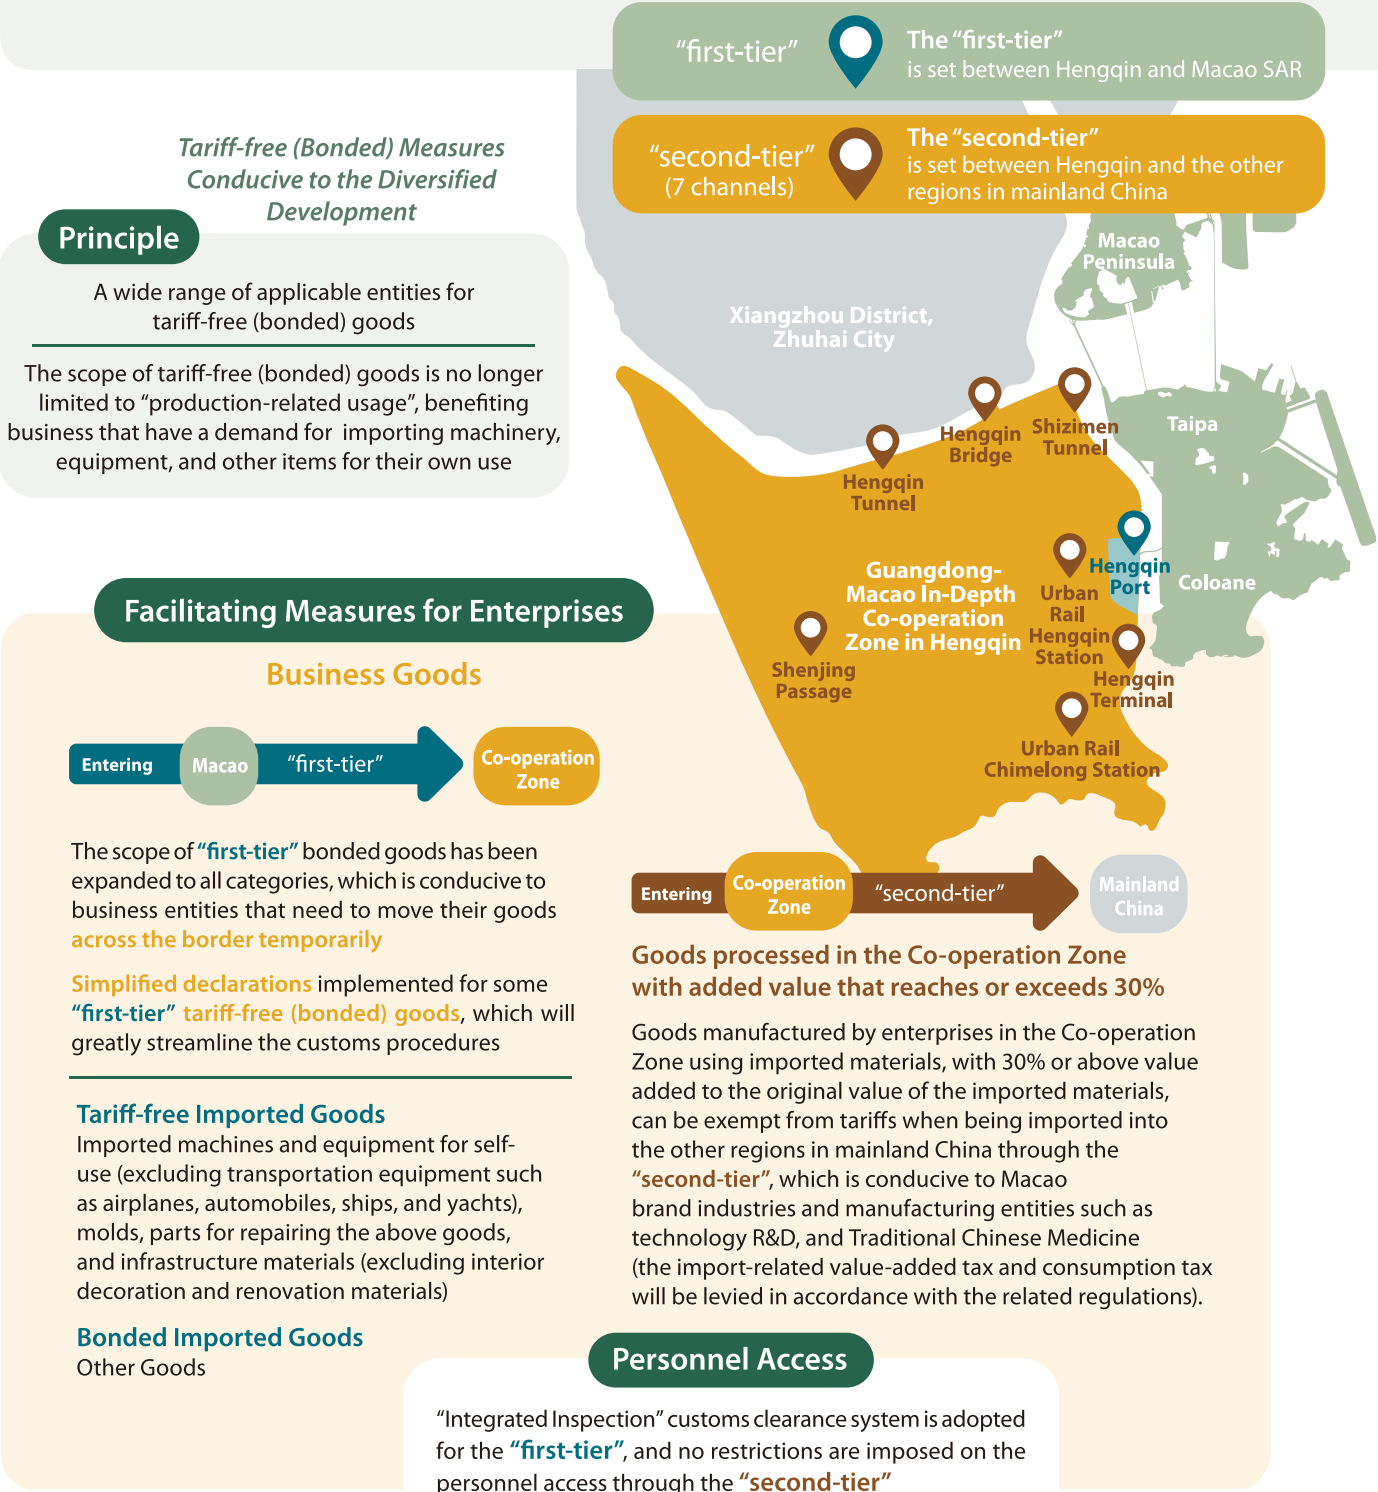 “first-tier”
The “first-tier”
is set between Hengqin and Macao SAR
“second-tier”
(7 channels)
The “second-tier”
is set between Hengqin and the other
regions in mainland China
Tariff-free (Bonded) Measures
Conducive to the Diversified
Development
Principle
A wide range of applicable entities for
tariff-free (bonded) goods
The scope of tariff-free (bonded) goods is no longer
limited to “production-related usage”, benefiting
business that have a demand for importing machinery,
equipment, and other items for their own use
Macao
Peninsula
Xiangzhou District,
Zhuhai City
Taipa
Coloane
Hengqin
Tunnel
Hengqin
Bridge
Shizimen
Tunnel
Hengqin
Port
Urban
Rail
Hengqin
Station
Guangdong-
Macao In-Depth
Co-operation
Zone in Hengqin
Shenjing
Passage
Hengqin
Terminal
Urban Rail
Chimelong Station
Facilitating Measures for Enterprises
Business Goods
Entering
Macao
“first-tier”
Co-operation
Zone
The scope of “first-tier” bonded goods has been
expanded to all categories, which is conducive to
business entities that need to move their goods
across the border temporarily
Simplified declarations implemented for some
“first-tier” tariff-free (bonded) goods, which will
greatly streamline the customs procedures
Tariff-free Imported Goods
Imported machines and equipment for self-
use (excluding transportation equipment such
as airplanes, automobiles, ships, and yachts),
molds, parts for repairing the above goods,
and infrastructure materials (excluding interior
decoration and renovation materials)
Bonded Imported Goods
Other Goods
Entering
Co-operation
Zone
“second-tier”
Mainland
China
Goods processed in the Co-operation Zone
with added value that reaches or exceeds 30%
Goods manufactured by enterprises in the Co-operation
Zone using imported materials, with 30% or above value
added to the original value of the imported materials,
can be exempt from tariffs when being imported into
the other regions in mainland China through the
“second-tier”, which is conducive to Macao
brand industries and manufacturing entities such as
technology R&D, and Traditional Chinese Medicine
(the import-related value-added tax and consumption tax
will be levied in accordance with the related regulations).
Personnel Access
“Integrated Inspection” customs clearance system is adopted
for the “first-tier”, and no restrictions are imposed on the
personnel access through the “second-tier”